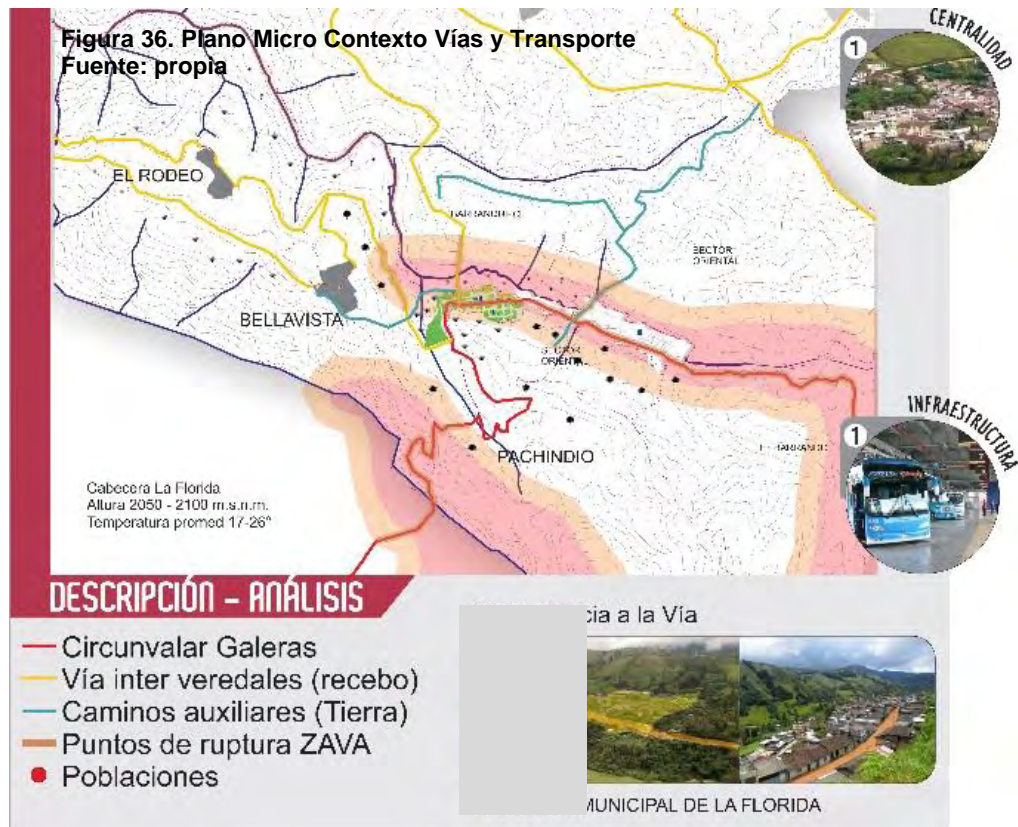 Figura 36. Plano Micro Contexto Vías y Transporte
Fuente: propia
CENTRALIDAD
1
EL RODEO
SECTOR
ORIENTAL
BELLAVISTA
SECTOR
ORIENTAL
PACHINDIO
INFRAESTRUCTURA
1
Cabecera La Florida
Altura 2050 - 2100 m.s.n.m.
Temperatura promed 17-26°
DESCRIPCIÓN - ANÁLISIS
Circunvalar Galeras
Vía inter veredales (recebo)
Caminos auxiliares (Tierra)
Puntos de ruptura ZAVA
Poblaciones
a la Vía
MUNICIPAL DE LA FLORIDA